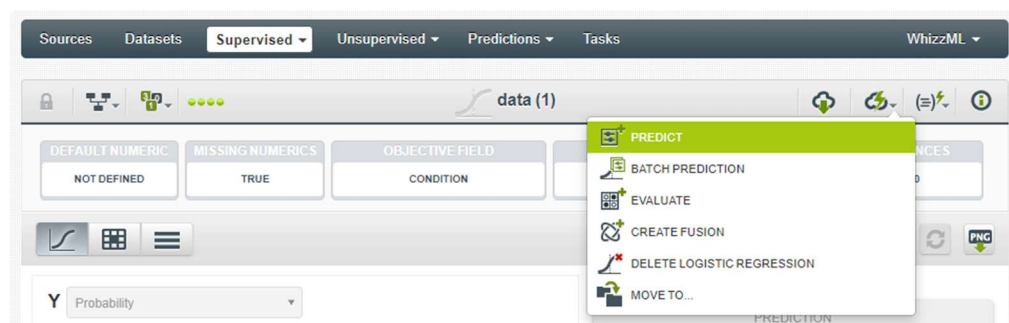 Sources Datasets Supervised Unsupervised Predictions Tasks WhizzML
data (1)
DEFAULT NUMERIC MISSING NUMERICS OBJECTIVE FIELD
NOT DEFINED TRUE CONDITION
PREDICT
BATCH PREDICTION
EVALUATE
CREATE FUSION
DELETE LOGISTIC REGRESSION
MOVE TO...
PNG
Y Probability
PREDICTION